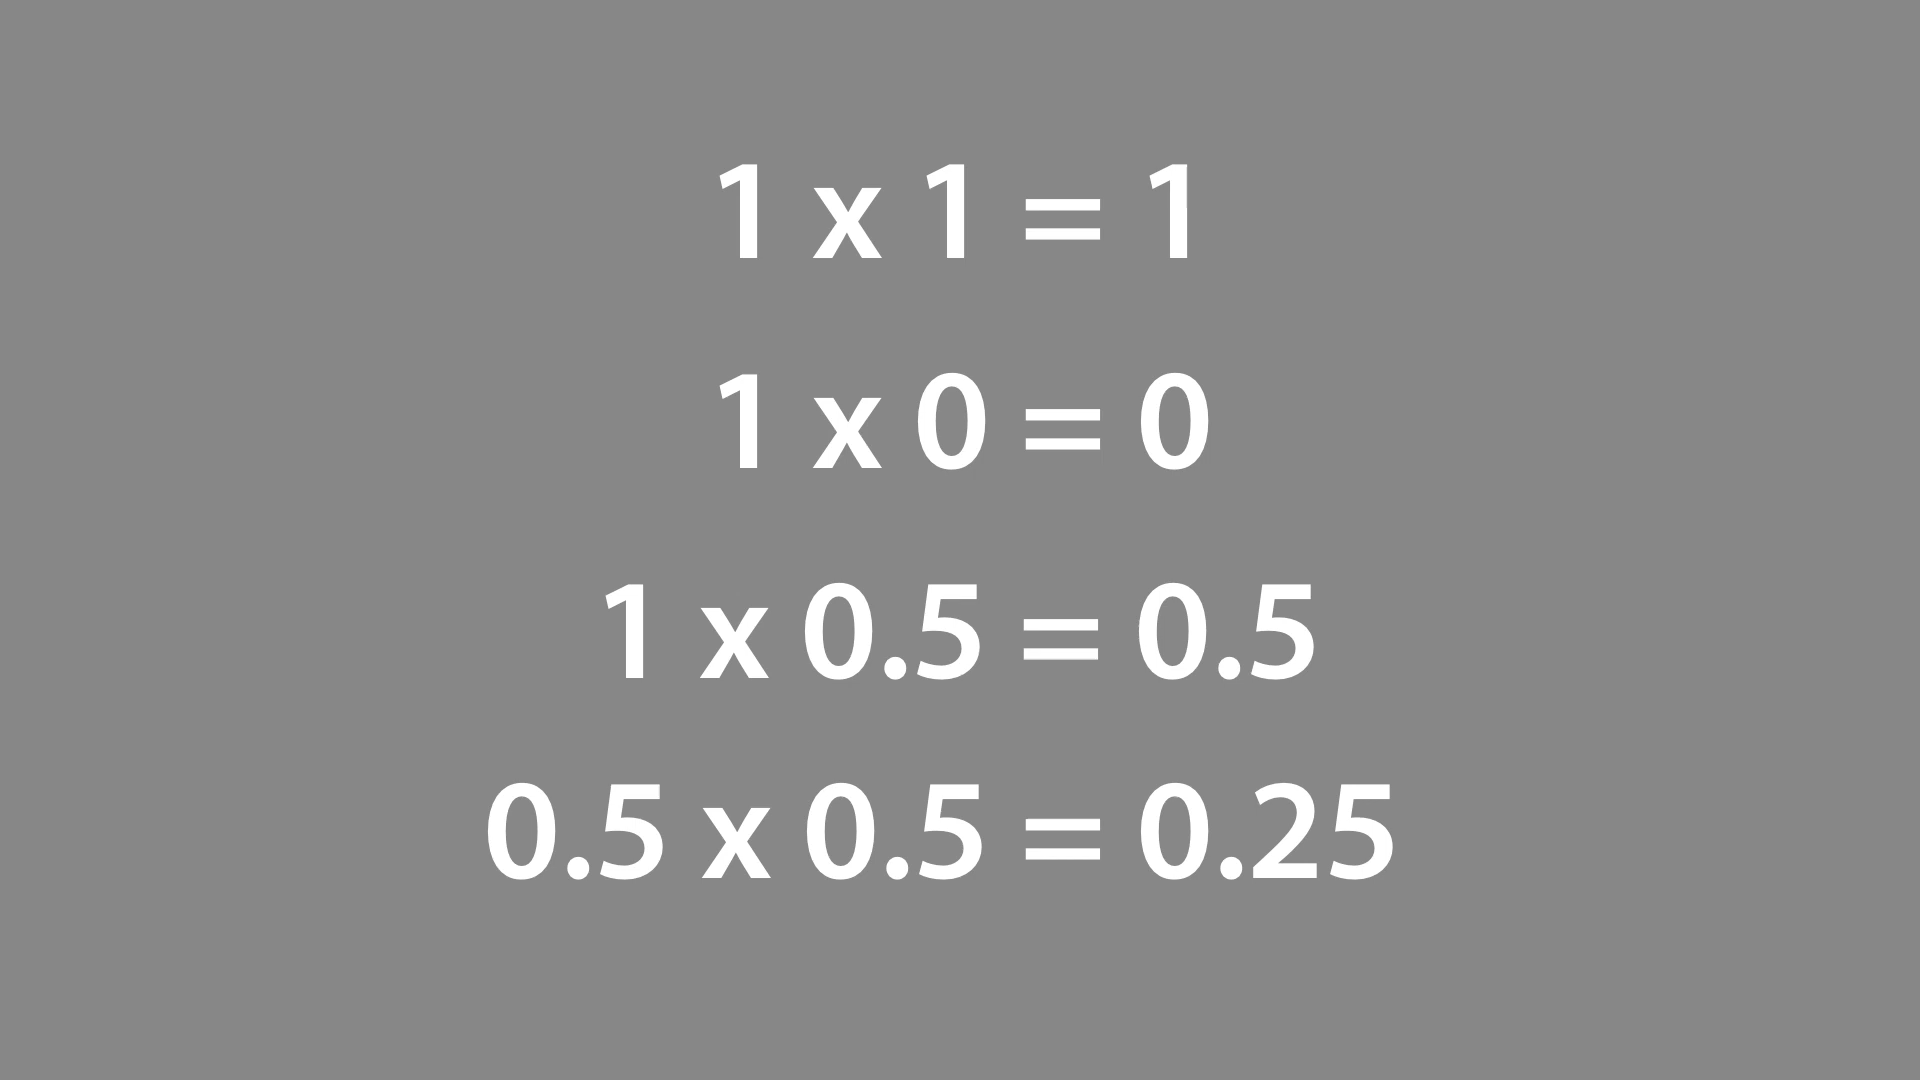 1 x 1 = 1
1 x 0 = 0
1 x 0.5 = 0.5
0.5 x 0.5 = 0.25